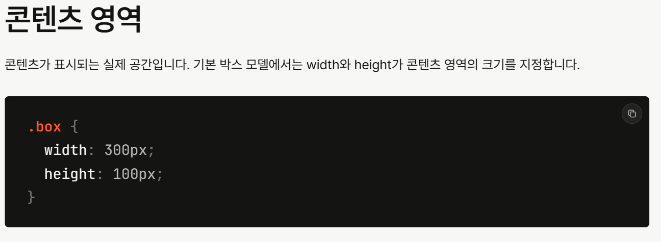 콘텐츠 영역
콘텐츠가 표시되는 실제 공간입니다. 기본 박스 모델에서는 width와 height가 콘텐츠 영역의 크기를 지정합니다.
.box {
  width: 300px;
  height: 100px;
}